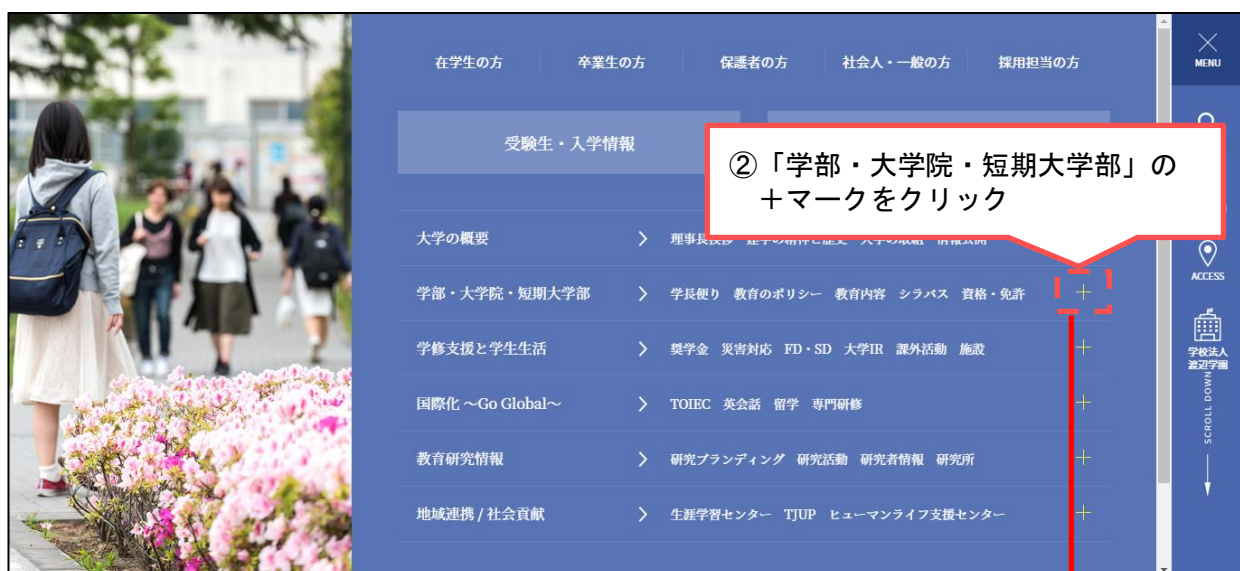 在学生の方 卒業生の方 保護者の方 社会人・一般の方 採用担当の方
MENU
受験生・入学情報
②「学部・大学院・短期大学部」の
＋マークをクリック
大学の概要
学部・大学院・短期大学部 学長便り 教育のポリシー 教育内容 シラバス 資格・免許
学修支援と学生生活 奨学金 災害対応 FD・SD 大学IR 課外活動 施設
国際化 ～Go Global～ TOIEC 英会話 留学 専門研修
教育研究情報 研究ブランディング 研究活動 研究者情報 研究所
地域連携 / 社会貢献 生涯学習センター TJUP ヒューマンライフ支援センター
ACCESS
学校法人
渡辺学園
SCROLL DOWN